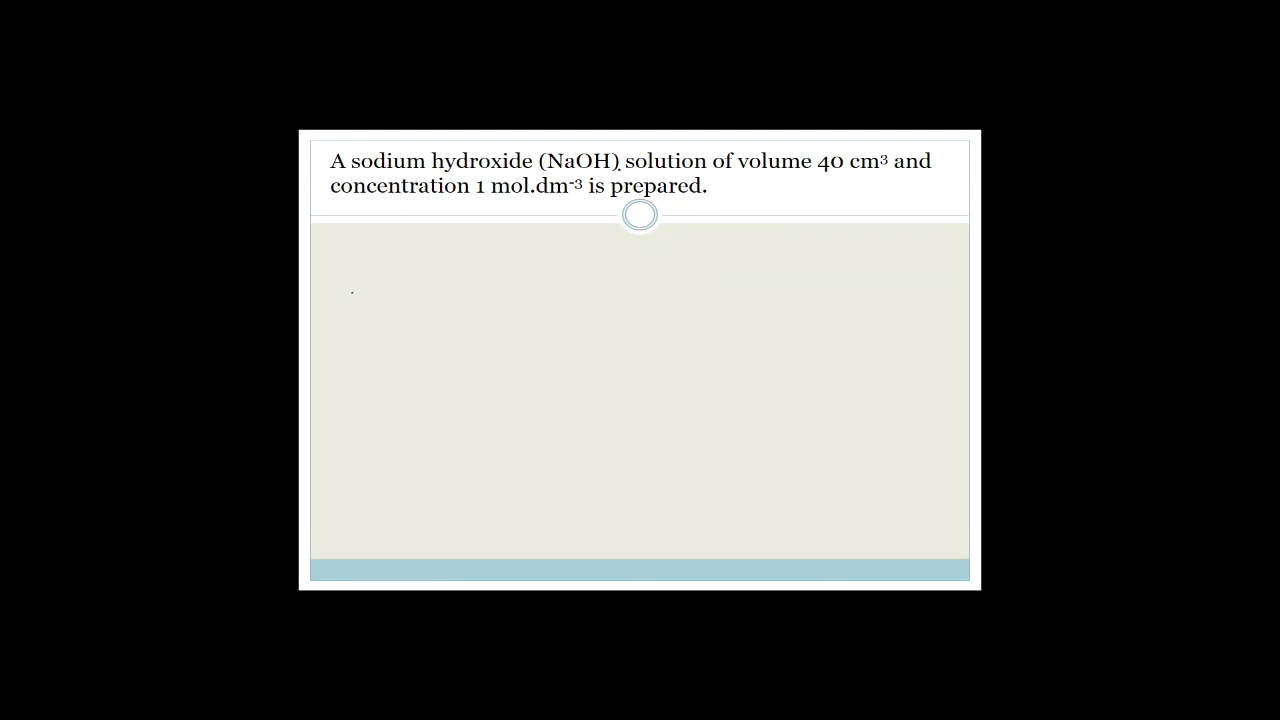 A sodium hydroxide (NaOH) solution of volume 40 cm³ and
concentration 1 mol.dm⁻³ is prepared.